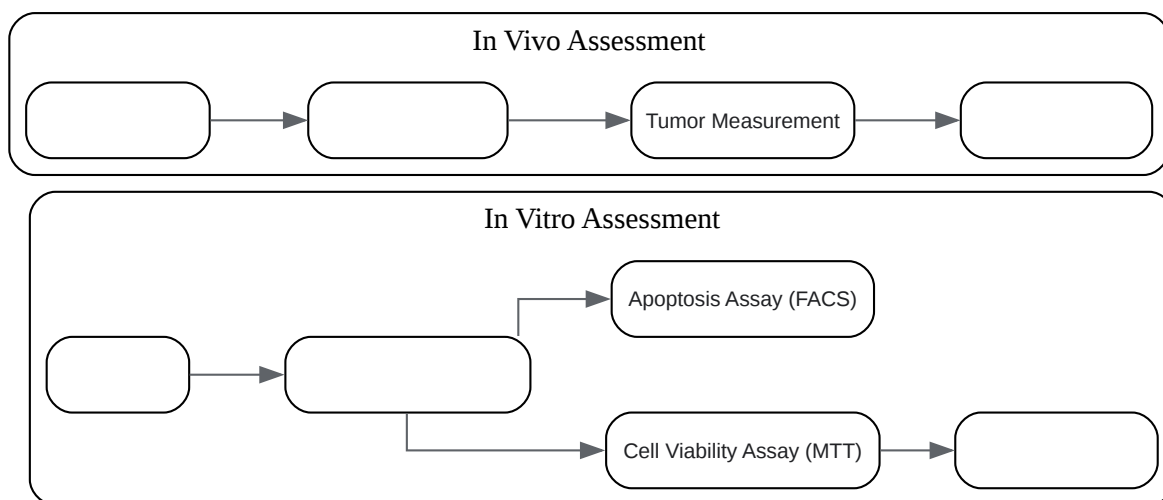 In Vivo Assessment
Tumor Measurement
In Vitro Assessment
Apoptosis Assay (FACS)
Cell Viability Assay (MTT)